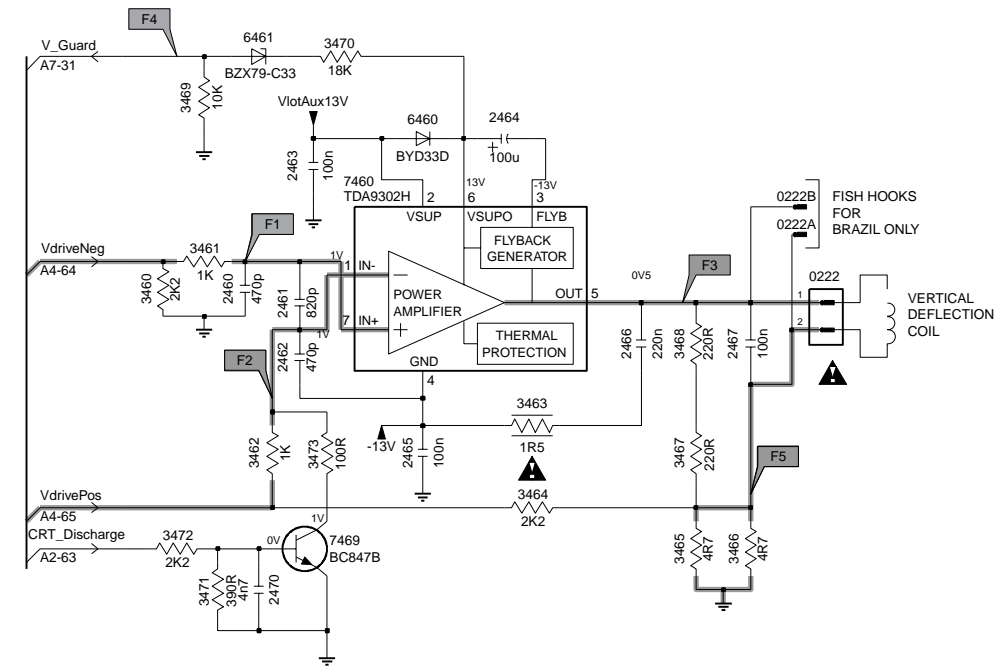 F4
V_Guard
A7-31
6461
BZX79-C33
3470
18K
3469
10K
VlotAux13V
6460
BYD33D
2464
100u
+
2463
100n
7460
TDA9302H
2
13V
6
-13V
3
VSUP
VSUPO
FLYB
FLYBACK
GENERATOR
0222B
0222A
FISH HOOKS
FOR
BRAZIL ONLY
F1
VdriveNeg
A4-64
3461
1K
3460
2K2
2460
470p
2461
820p
1V
1
IN-
7
IN+
1V
POWER
AMPLIFIER
OUT
5
THERMAL
PROTECTION
GND
4
0V5
F3
0222
1
2
VERTICAL
DEFLECTION
COIL
2466
220n
3468
220R
2467
100n
2462
470p
F2
3462
1K
3473
100R
-13V
2465
100n
3463
1R5
3467
220R
F5
VdrivePos
A4-65
3464
2K2
CRT_Discharge
A2-63
3472
2K2
0V
1V
7469
BC847B
3471
390R
4n7
2470
3465
4R7
3466
4R7